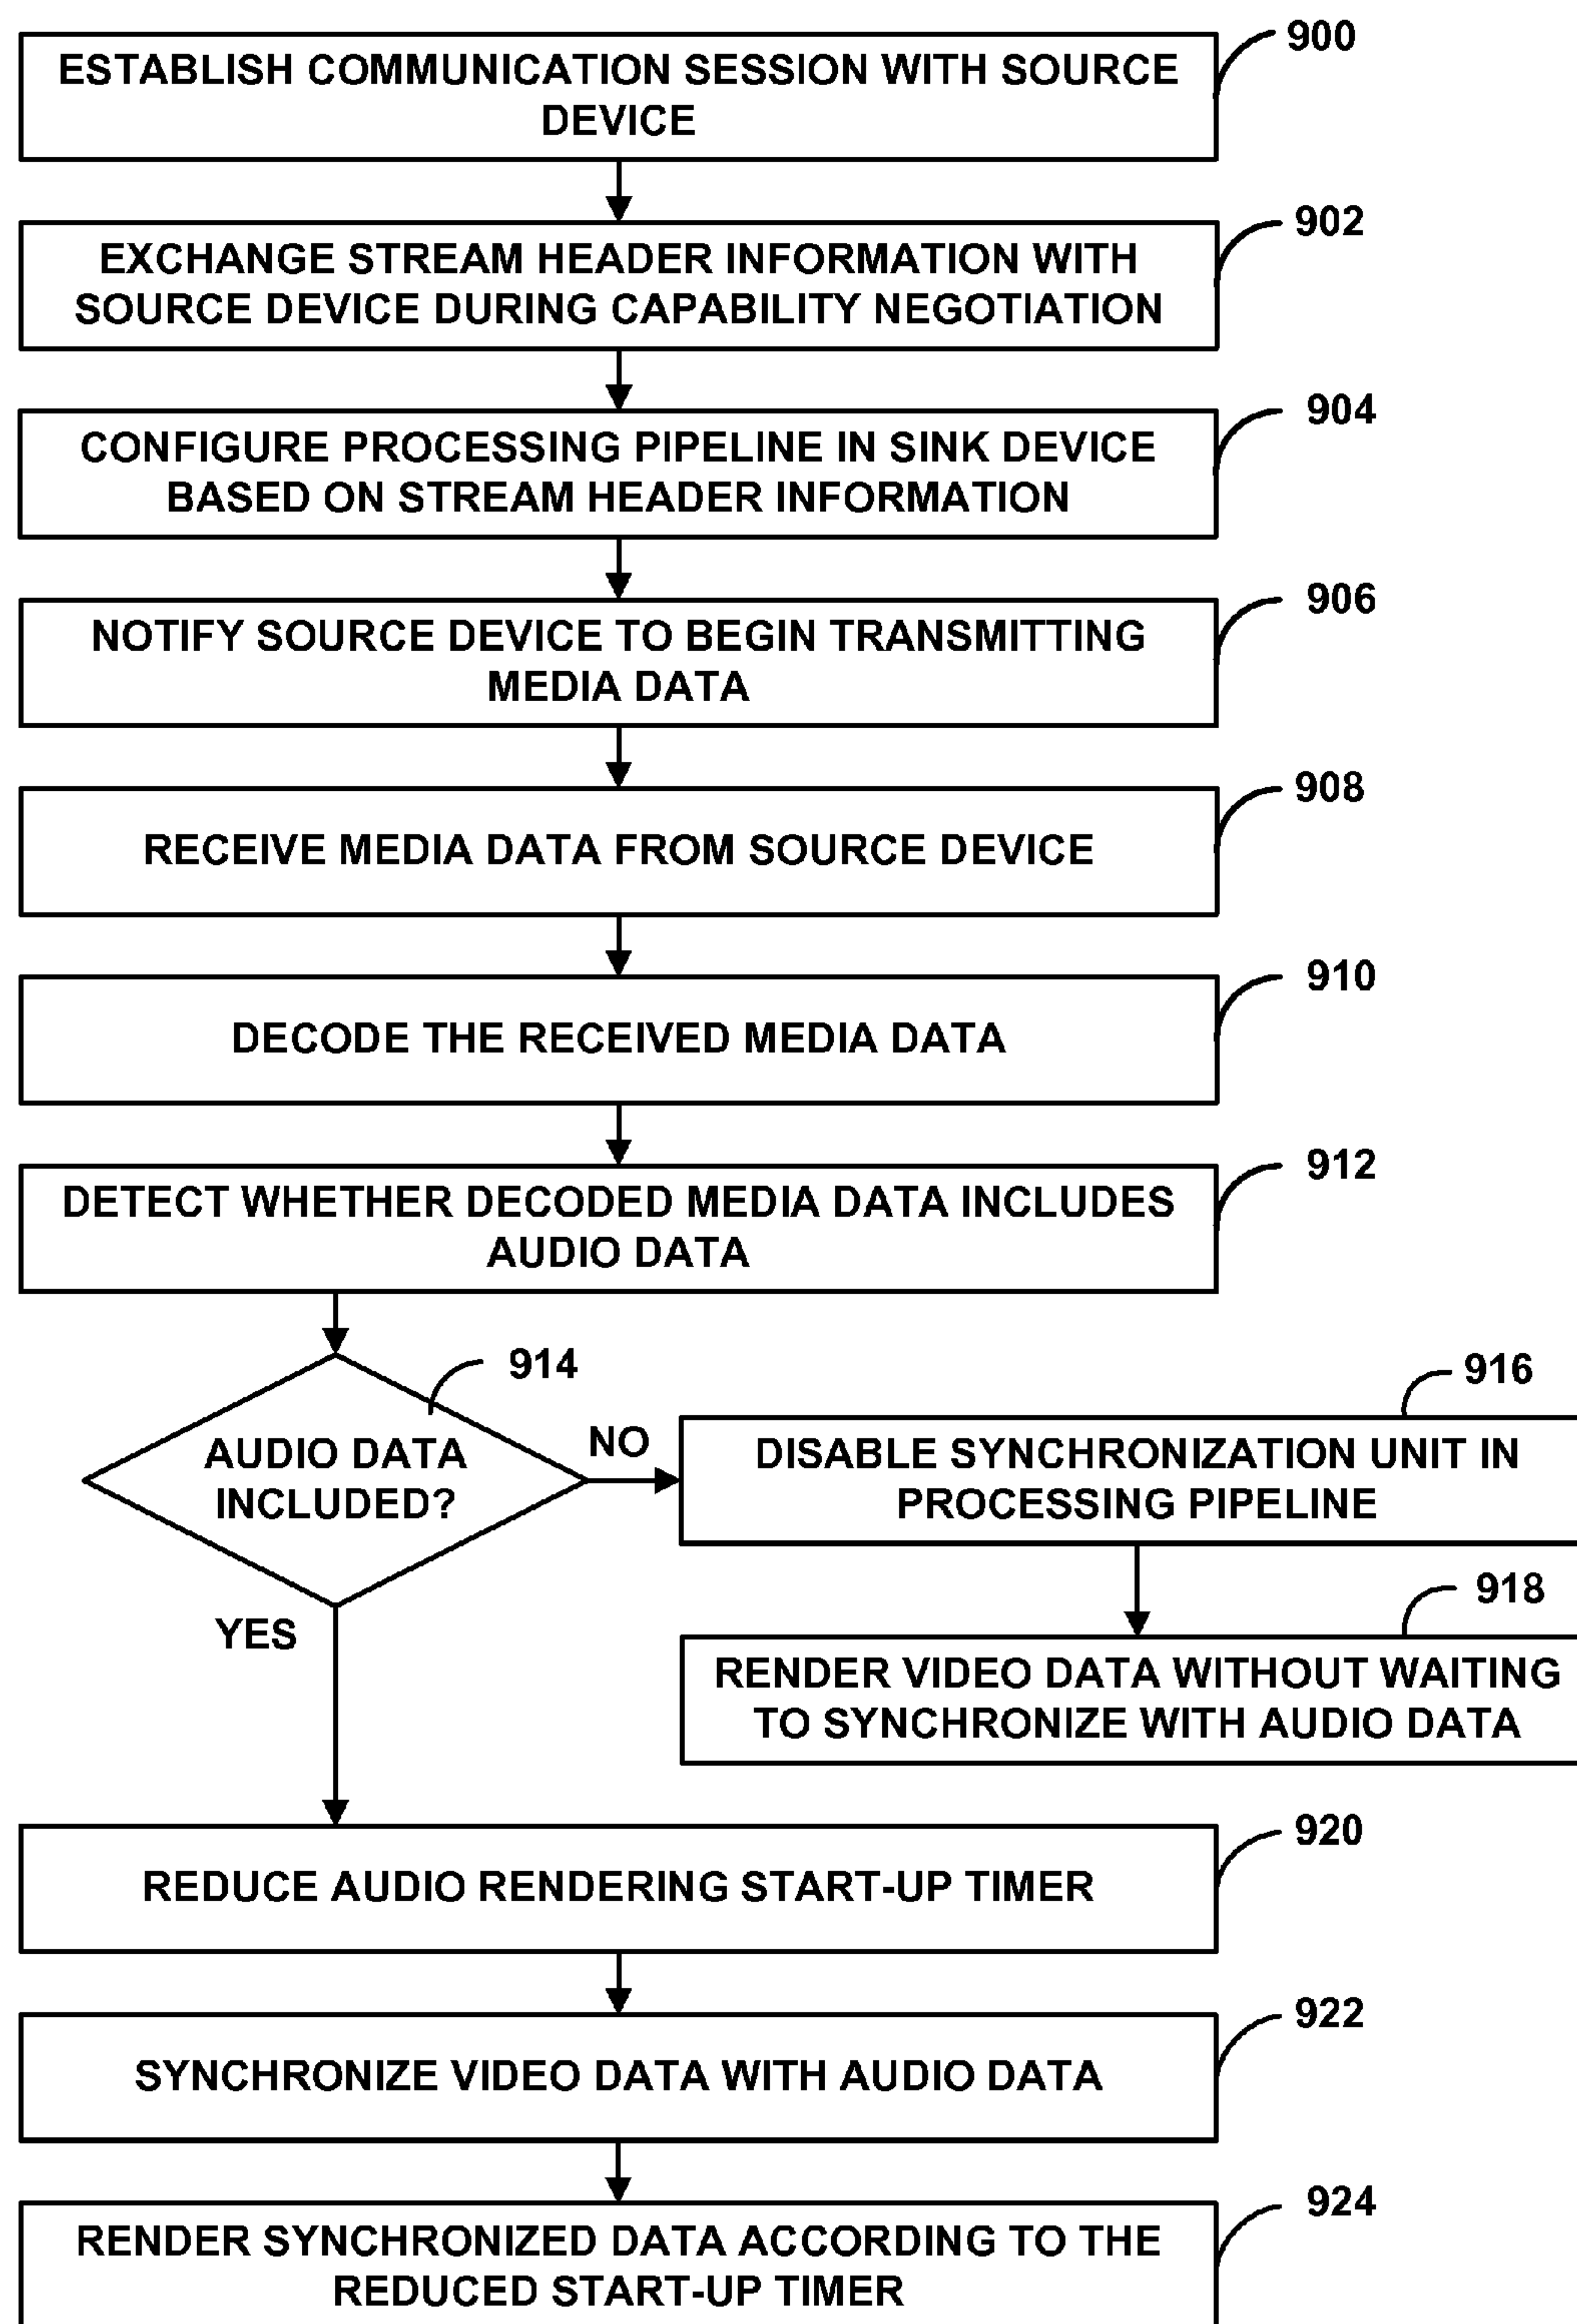 900
ESTABLISH COMMUNICATION SESSION WITH SOURCE
DEVICE
902
EXCHANGE STREAM HEADER INFORMATION WITH
SOURCE DEVICE DURING CAPABILITY NEGOTIATION
904
CONFIGURE PROCESSING PIPELINE IN SINK DEVICE
BASED ON STREAM HEADER INFORMATION
906
NOTIFY SOURCE DEVICE TO BEGIN TRANSMITTING
MEDIA DATA
908
RECEIVE MEDIA DATA FROM SOURCE DEVICE
910
DECODE THE RECEIVED MEDIA DATA
912
DETECT WHETHER DECODED MEDIA DATA INCLUDES
AUDIO DATA
914
AUDIO DATA
INCLUDED?
NO
916
DISABLE SYNCHRONIZATION UNIT IN
PROCESSING PIPELINE
918
RENDER VIDEO DATA WITHOUT WAITING
TO SYNCHRONIZE WITH AUDIO DATA
YES
920
REDUCE AUDIO RENDERING START-UP TIMER
922
SYNCHRONIZE VIDEO DATA WITH AUDIO DATA
924
RENDER SYNCHRONIZED DATA ACCORDING TO THE
REDUCED START-UP TIMER